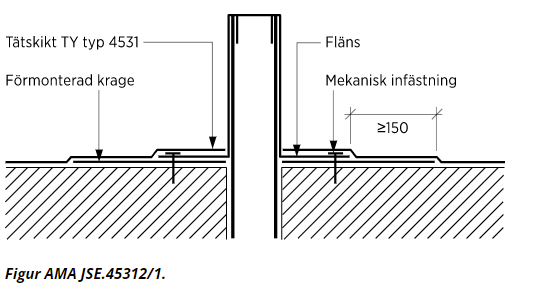 Tätskikt TY typ 4531
Fläns
Förmonterad krage
Mekanisk infästning
≥150
Figur AMA JSE.45312/1.